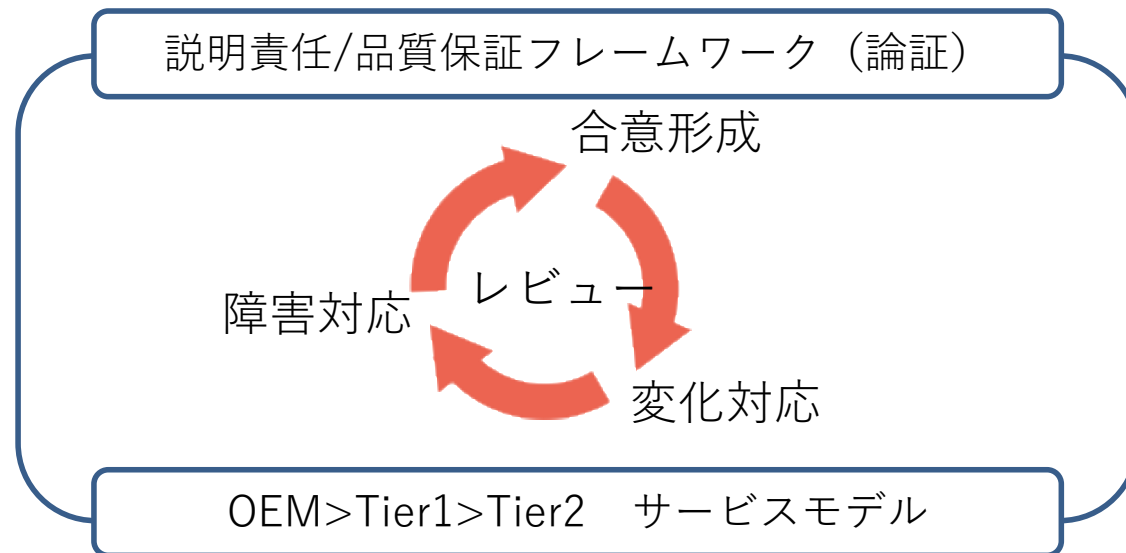 説明責任/品質保証フレームワーク（論証）
合意形成
レビュー
障害対応
変化対応
OEM>Tier1>Tier2　サービスモデル